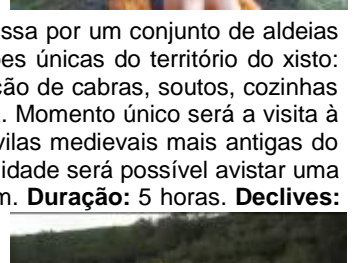 ssa por um conjunto de aldeias
es únicas do território do xisto:
ção de cabras, soutos, cozinhas
. Momento único será a visita à
vilas medievais mais antigas do
idade será possível avistar uma
m. Duração: 5 horas. Declives: